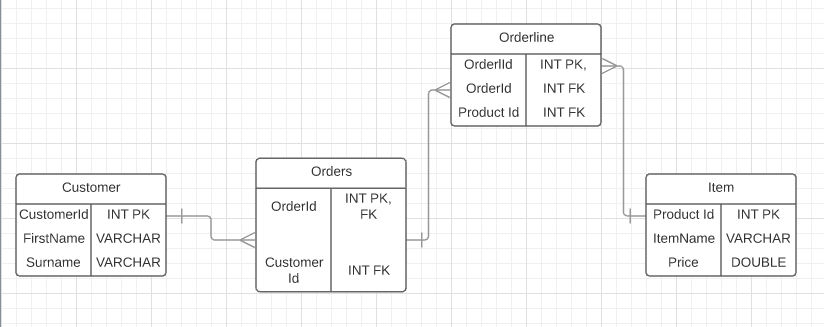 Orderline
OrderlId INT PK,
OrderId INT FK
Product Id INT FK
Customer
CustomerId INT PK
FirstName VARCHAR
Surname VARCHAR
Orders
OrderId INT PK,
FK
Customer
Id INT FK
Item
Product Id INT PK
ItemName VARCHAR
Price DOUBLE